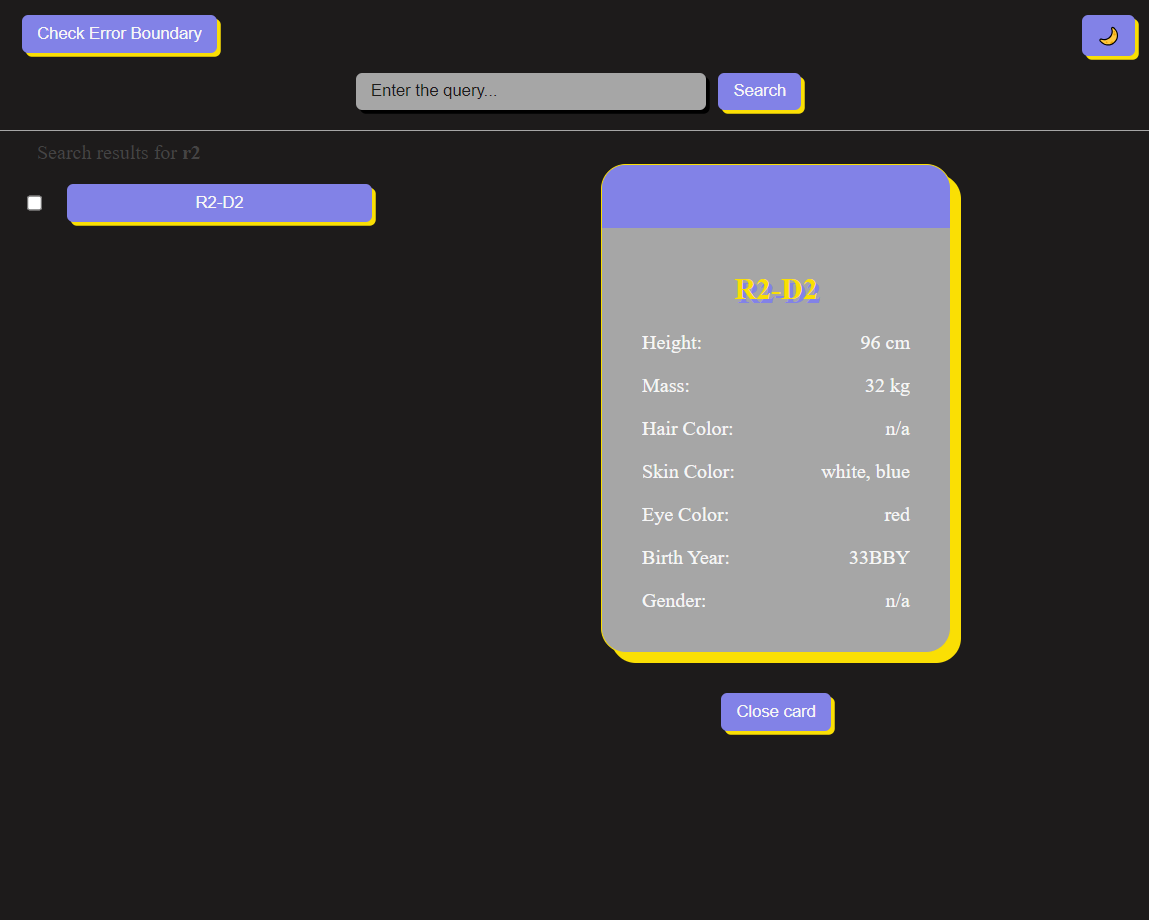 Check Error Boundary
Enter the query...
Search
Search results for r2
R2-D2
R2-D2
Height: 96 cm
Mass: 32 kg
Hair Color: n/a
Skin Color: white, blue
Eye Color: red
Birth Year: 33BBY
Gender: n/a
Close card